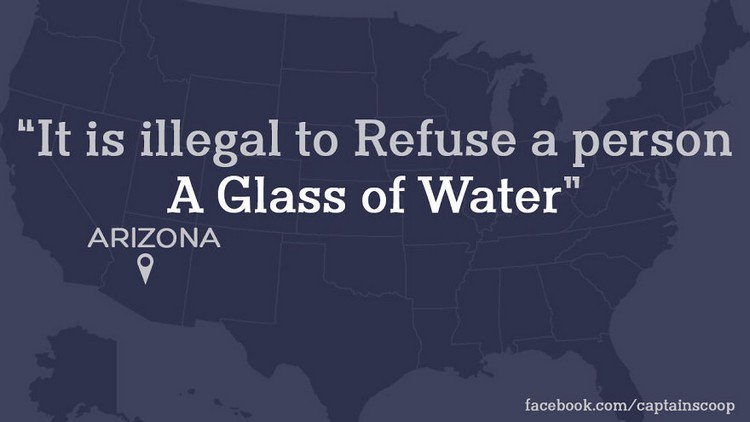 "It is illegal to Refuse a person
A Glass of Water"
ARIZONA
facebook.com/captainscoop